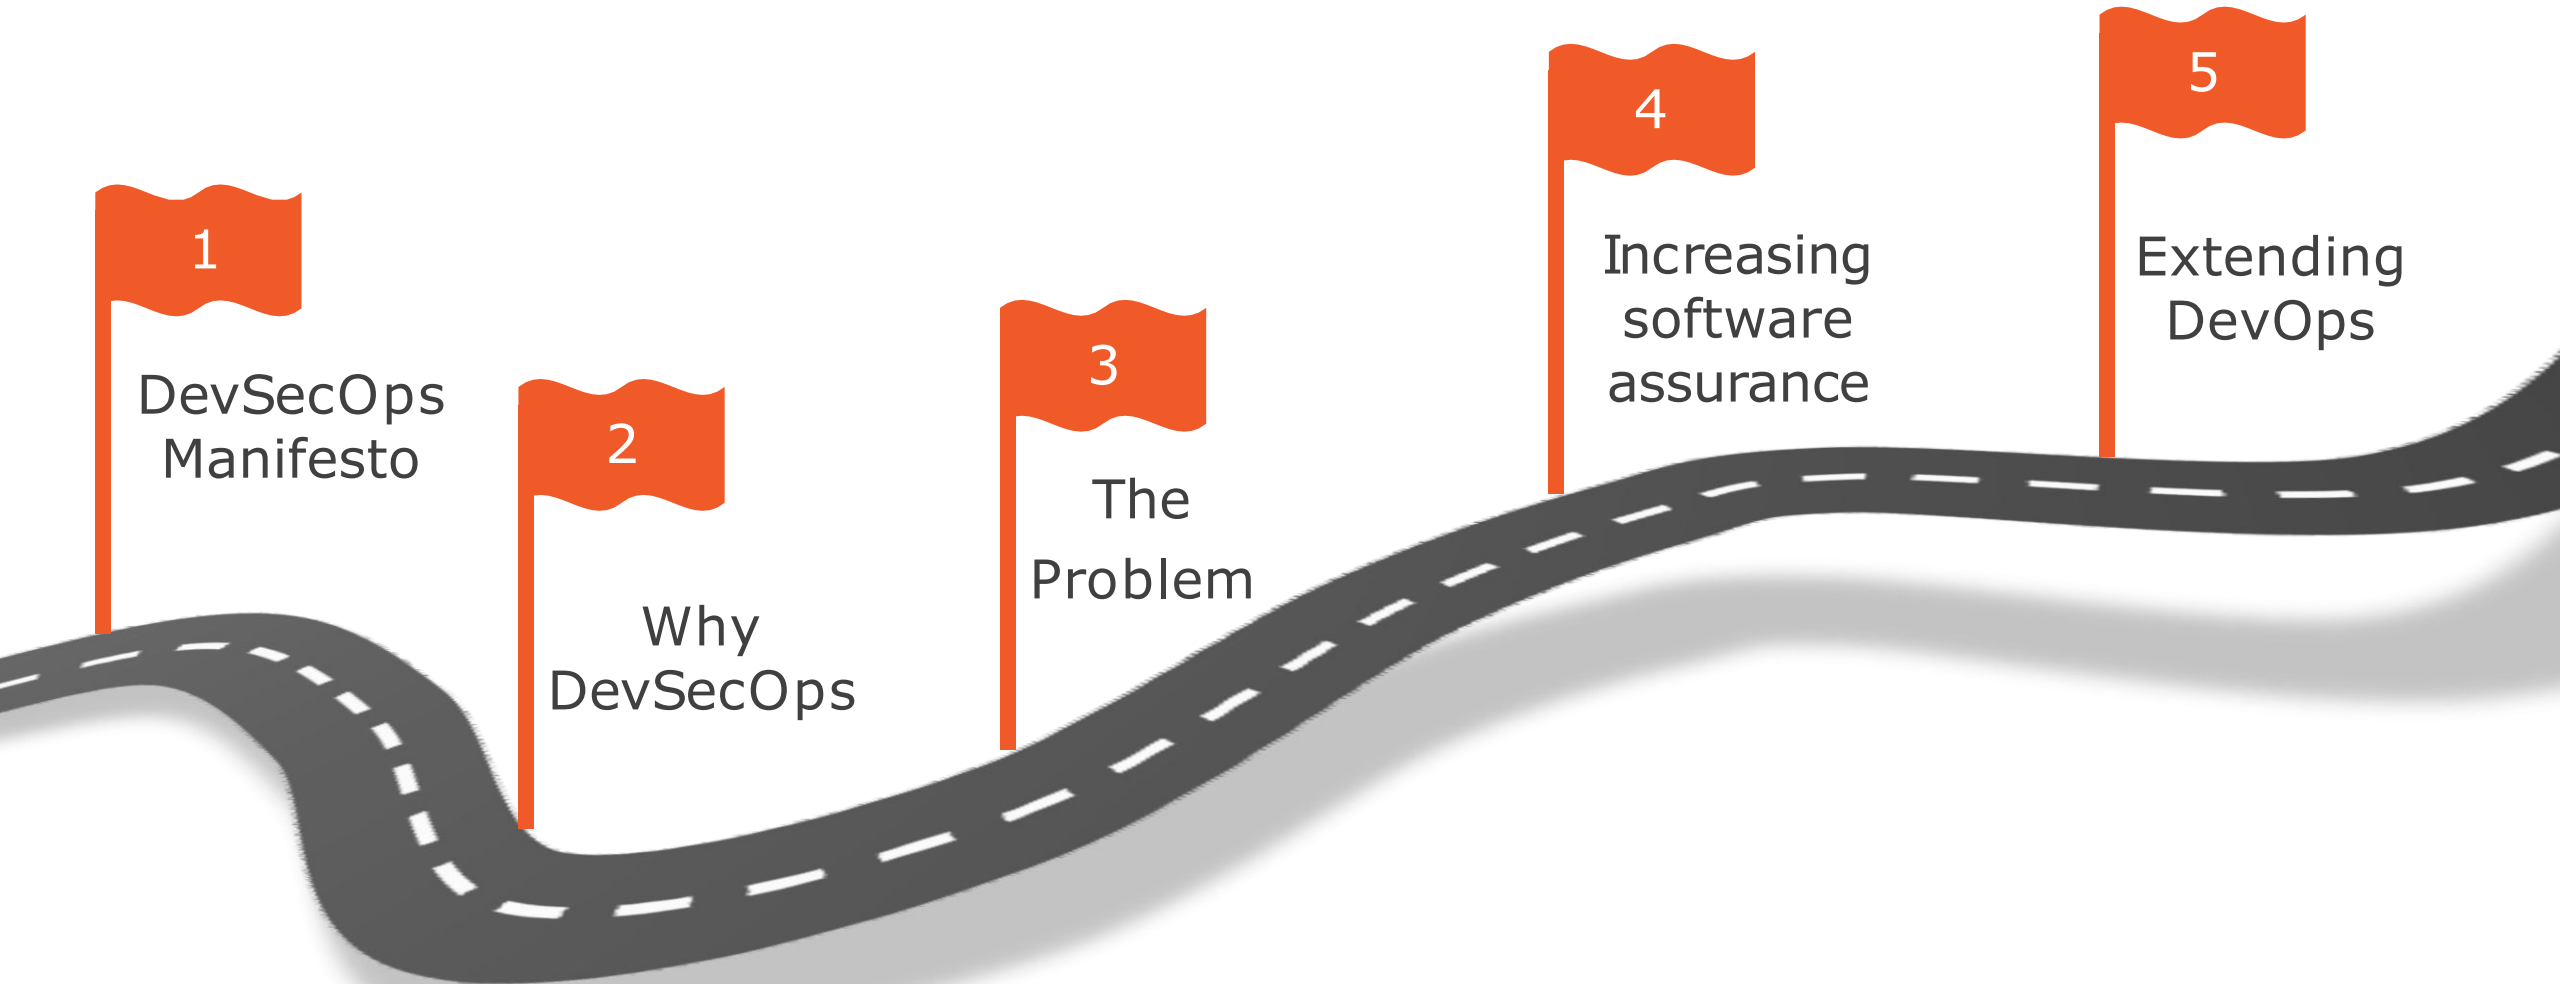 1
DevSecOps
Manifesto
2
Why
DevSecOps
3
The
Problem
4
Increasing
software
assurance
5
Extending
DevOps